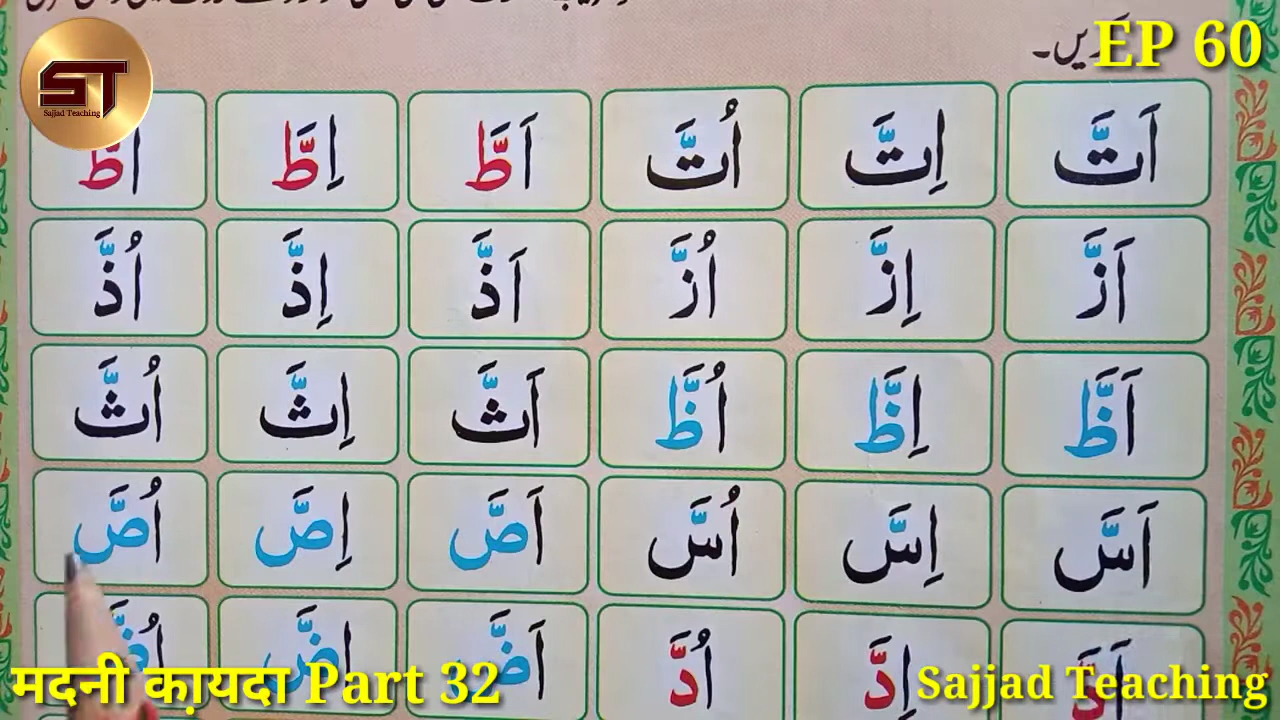 EP 60
ST
Sajjad Teaching
اَتَّ اِتَّ اُتَّ اَطَّ اِطَّ اُطَّ
اَزَّ اِزَّ اُزَّ اَذَّ اِذَّ اُذَّ
اَظَّ اِظَّ اُظَّ اَثَّ اِثَّ اُثَّ
اَسَّ اِسَّ اُسَّ اَصَّ اِصَّ اُصَّ
اَدَّ اِدَّ اُدَّ اَضَّ اِضَّ اُضَّ
मदनी का़यदा Part 32
Sajjad Teaching